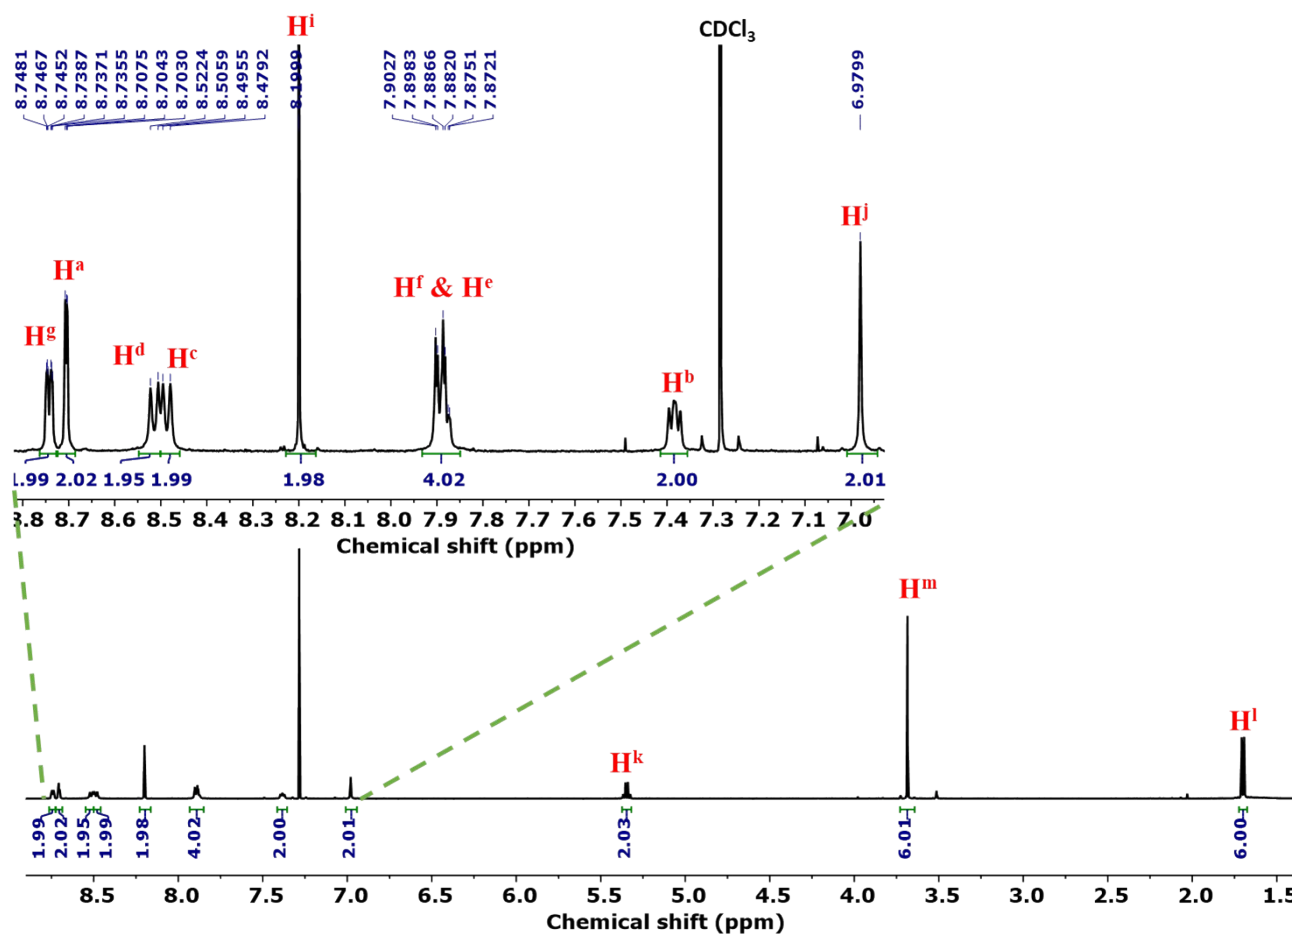 8.7481
8.7467
8.7452
8.7387
8.7371
8.7355
8.7075
8.7043
8.7030
8.5224
8.5059
8.4955
8.4792
8.1999
7.9027
7.8983
7.8866
7.8820
7.8751
7.8721
6.9799
Hⁱ
CDCl₃
Hʲ
Hᵃ
Hᶠ & Hᵉ
Hᵍ
Hᵈ
Hᶜ
Hᵇ
1.99 2.02 1.95 1.99 1.98 4.02 2.00 2.01
8.8 8.7 8.6 8.5 8.4 8.3 8.2 8.1 8.0 7.9 7.8 7.7 7.6 7.5 7.4 7.3 7.2 7.1 7.0
Chemical shift (ppm)
Hᵐ
Hᵏ
Hˡ
1.99
2.02
1.95
1.99
1.98
4.02
2.00
2.01
2.03
6.01
6.00
8.5 8.0 7.5 7.0 6.5 6.0 5.5 5.0 4.5 4.0 3.5 3.0 2.5 2.0 1.5
Chemical shift (ppm)